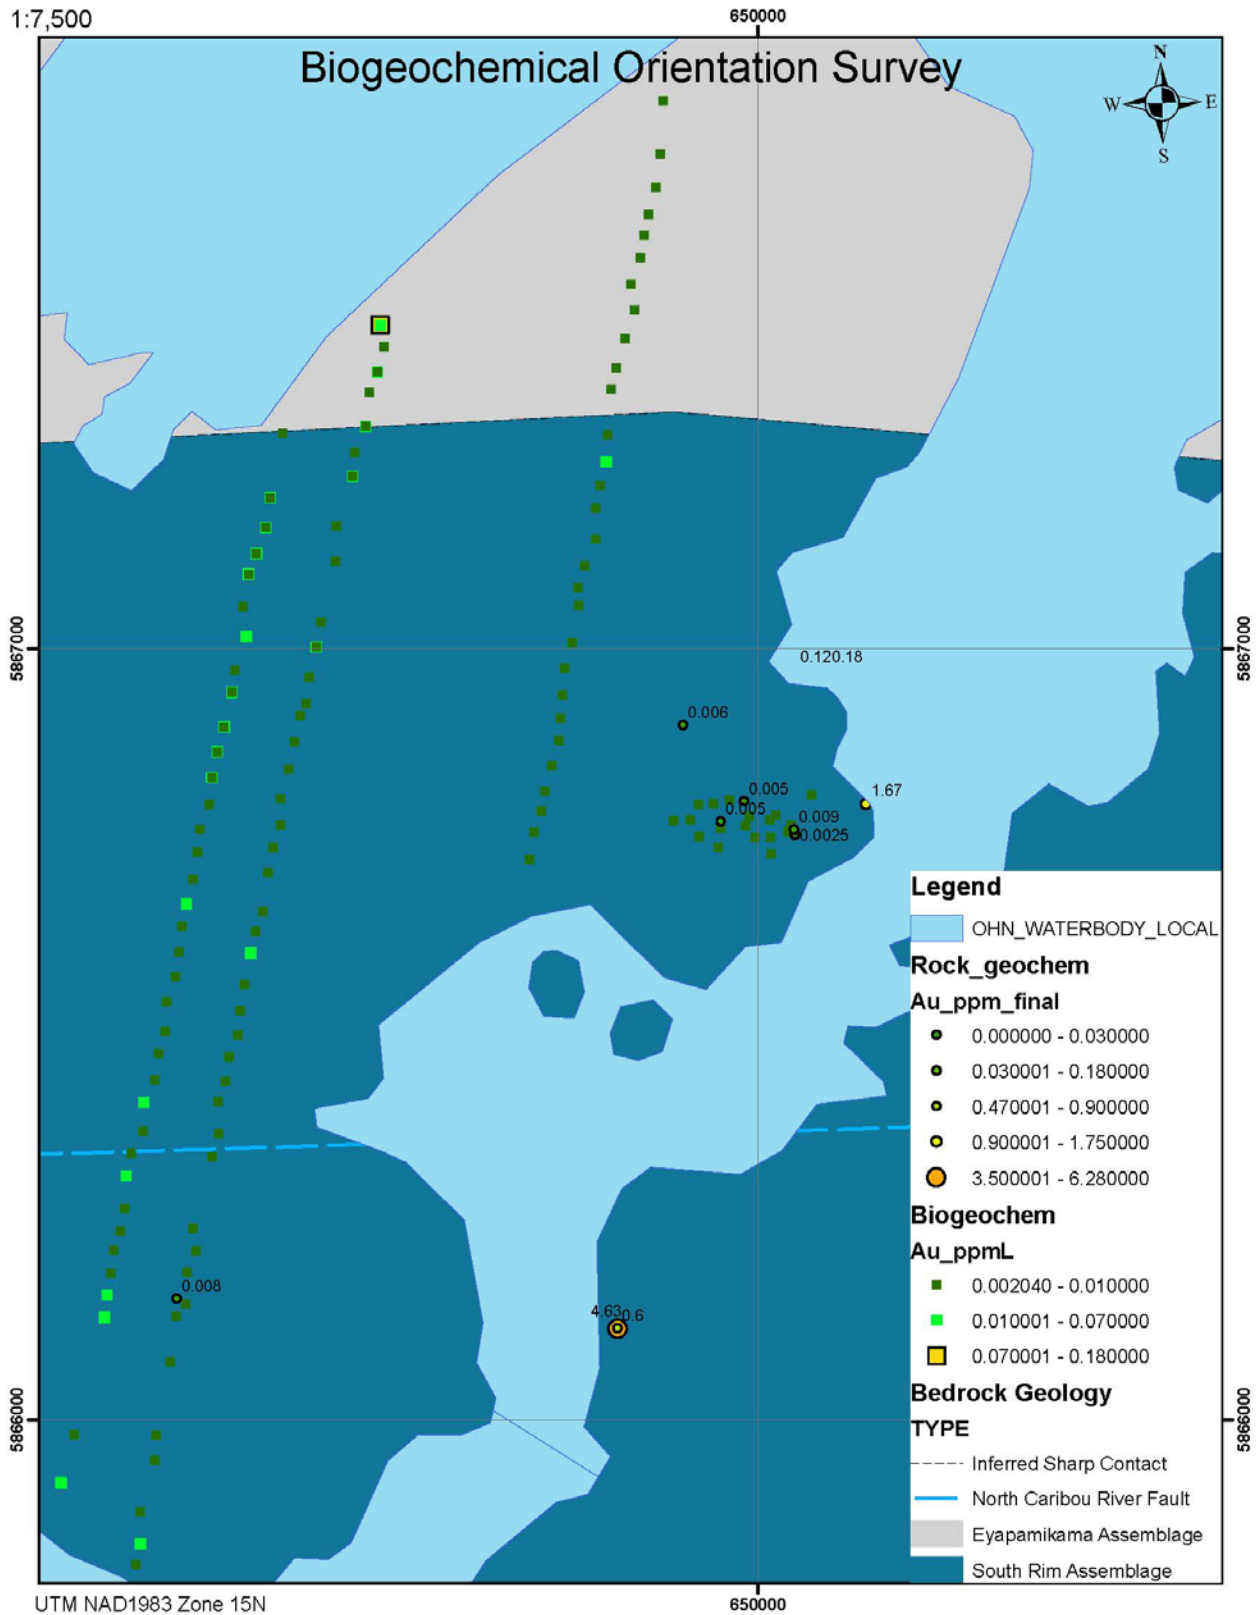 1:7,500
650000
Biogeochemical Orientation Survey
N
W E
S
5867000
5867000
0.120.18
0.006
0.005
1.67
0.005
0.009
0.0025
Legend
OHN_WATERBODY_LOCAL
Rock_geochem
Au_ppm_final
0.000000 - 0.030000
0.030001 - 0.180000
0.470001 - 0.900000
0.900001 - 1.750000
3.500001 - 6.280000
Biogeochem
Au_ppmL
0.002040 - 0.010000
0.010001 - 0.070000
0.070001 - 0.180000
Bedrock Geology
TYPE
Inferred Sharp Contact
North Caribou River Fault
Eyapamikama Assemblage
South Rim Assemblage
0.008
4.63 0.6
5866000
5866000
UTM NAD1983 Zone 15N
650000